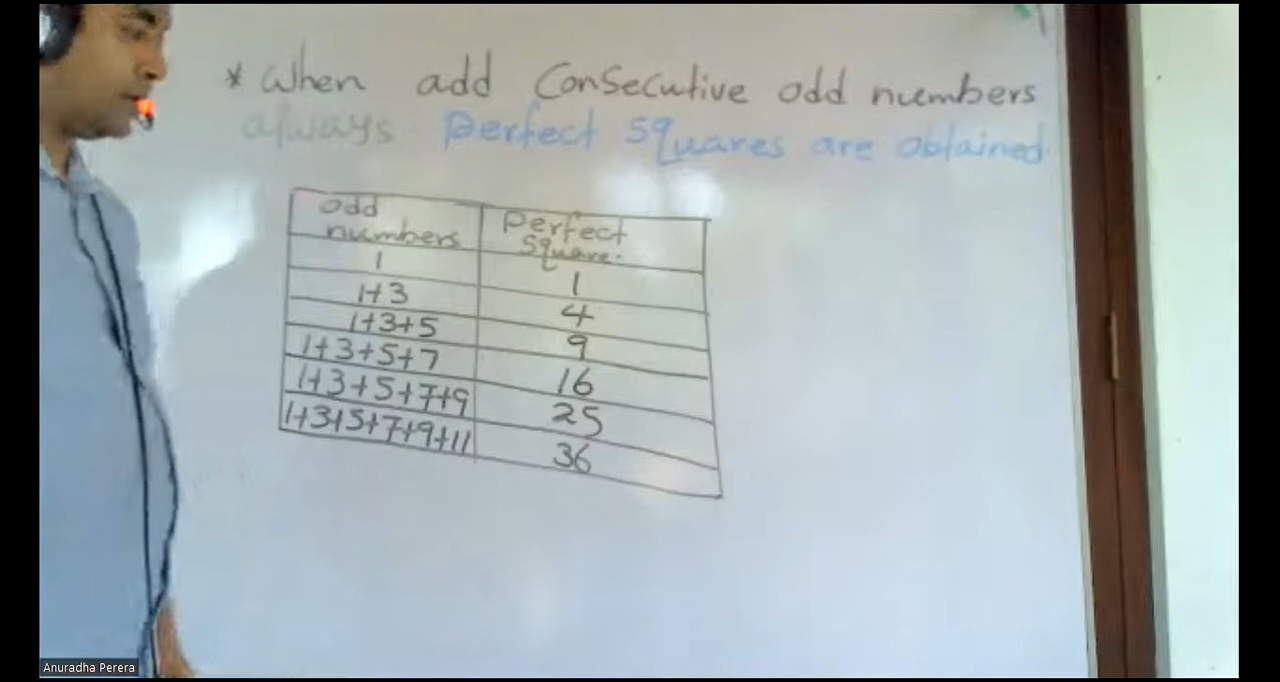 * When add Consecutive odd numbers
always perfect squares are obtained.
odd numbers
Perfect Square.
1
1
1+3
4
1+3+5
9
1+3+5+7
16
1+3+5+7+9
25
1+3+5+7+9+11
36
Anuradha Perera